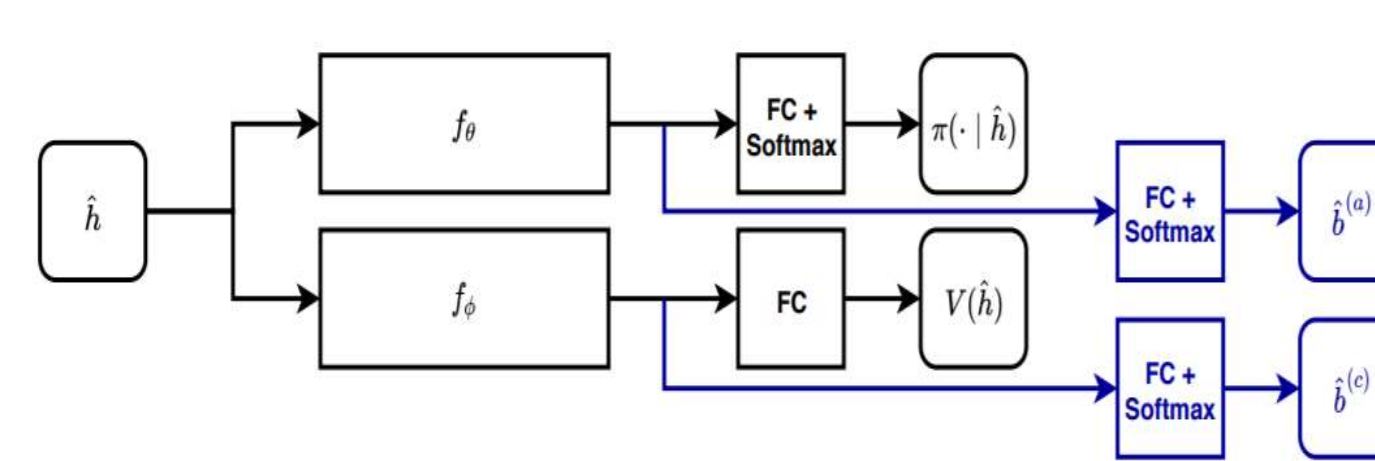 ĥ
f_θ
FC +
Softmax
π(· | ĥ)
FC +
Softmax
b̂^(a)
f_ϕ
FC
V(ĥ)
FC +
Softmax
b̂^(c)